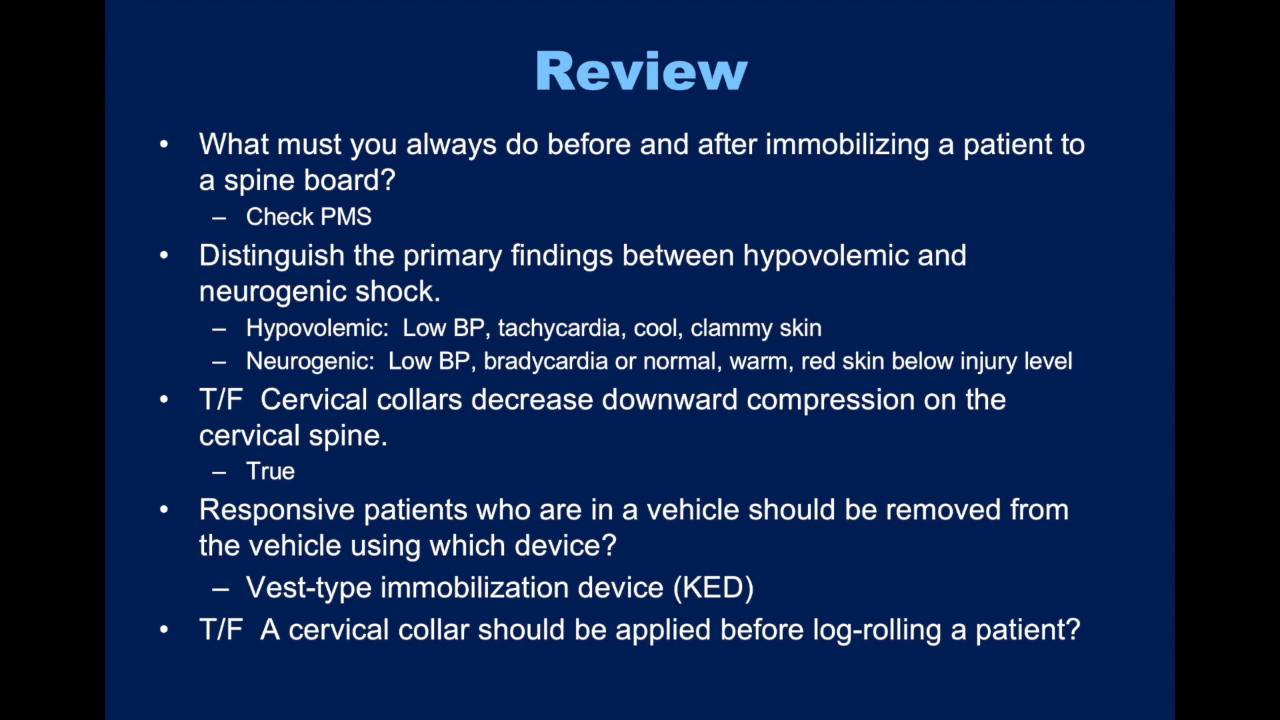 Review
• What must you always do before and after immobilizing a patient to
a spine board?
– Check PMS
• Distinguish the primary findings between hypovolemic and
neurogenic shock.
– Hypovolemic:  Low BP, tachycardia, cool, clammy skin
– Neurogenic:  Low BP, bradycardia or normal, warm, red skin below injury level
• T/F  Cervical collars decrease downward compression on the
cervical spine.
– True
• Responsive patients who are in a vehicle should be removed from
the vehicle using which device?
– Vest-type immobilization device (KED)
• T/F  A cervical collar should be applied before log-rolling a patient?